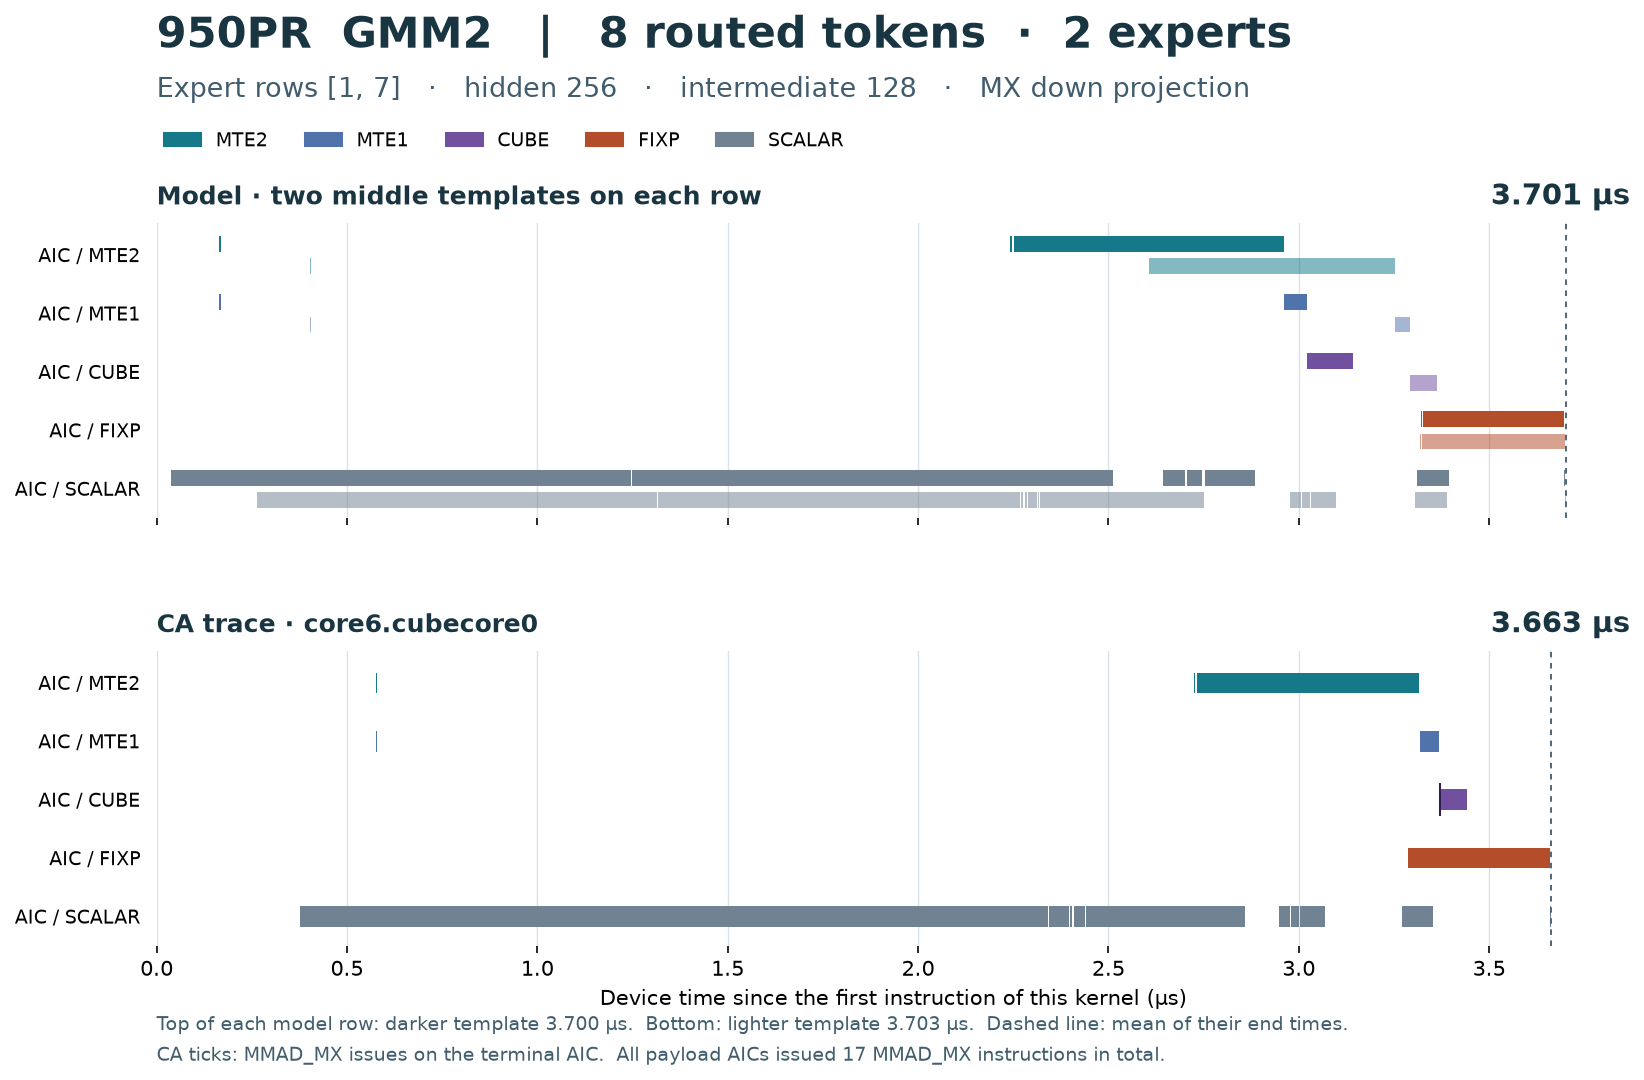 950PR  GMM2   |   8 routed tokens  ·  2 experts
Expert rows [1, 7]   ·   hidden 256   ·   intermediate 128   ·   MX down projection
MTE2   MTE1   CUBE   FIXP   SCALAR
Model · two middle templates on each row   3.701 µs
AIC / MTE2
AIC / MTE1
AIC / CUBE
AIC / FIXP
AIC / SCALAR
CA trace · core6.cubecore0   3.663 µs
AIC / MTE2
AIC / MTE1
AIC / CUBE
AIC / FIXP
AIC / SCALAR
0.0   0.5   1.0   1.5   2.0   2.5   3.0   3.5
Device time since the first instruction of this kernel (µs)
Top of each model row: darker template 3.700 µs.  Bottom: lighter template 3.703 µs.  Dashed line: mean of their end times.
CA ticks: MMAD_MX issues on the terminal AIC.  All payload AICs issued 17 MMAD_MX instructions in total.